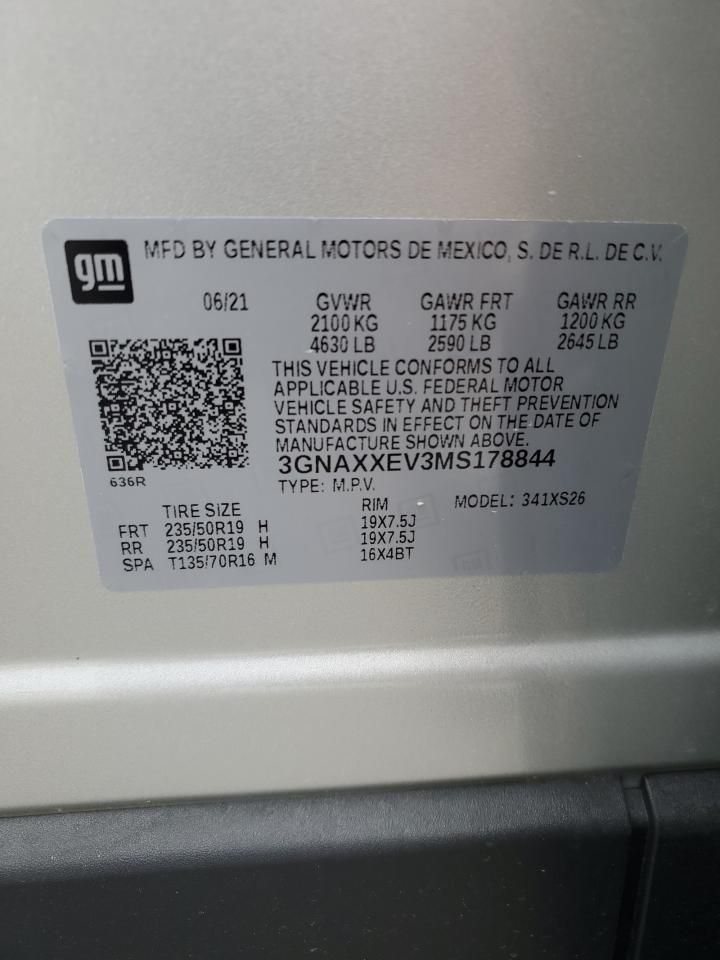 gm
MFD BY GENERAL MOTORS DE MEXICO, S. DE R.L. DE C.V.
06/21 GVWR GAWR FRT GAWR RR
2100 KG 1175 KG 1200 KG
4630 LB 2590 LB 2645 LB
THIS VEHICLE CONFORMS TO ALL
APPLICABLE U.S. FEDERAL MOTOR
VEHICLE SAFETY AND THEFT PREVENTION
STANDARDS IN EFFECT ON THE DATE OF
MANUFACTURE SHOWN ABOVE.
3GNAXXEV3MS178844
636R
TYPE: M.P.V. MODEL: 341XS26
TIRE SIZE RIM
FRT 235/50R19 H 19X7.5J
RR 235/50R19 H 19X7.5J
SPA T135/70R16 M 16X4BT